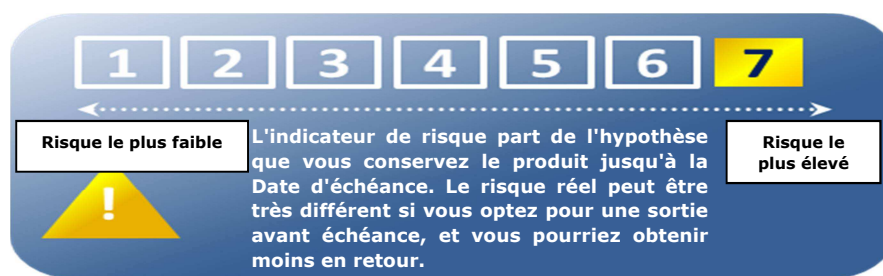 1 2 3 4 5 6 7
Risque le plus faible
L'indicateur de risque part de l'hypothèse
que vous conservez le produit jusqu'à la
Date d'échéance. Le risque réel peut être
très différent si vous optez pour une sortie
avant échéance, et vous pourriez obtenir
moins en retour.
Risque le
plus élevé
!